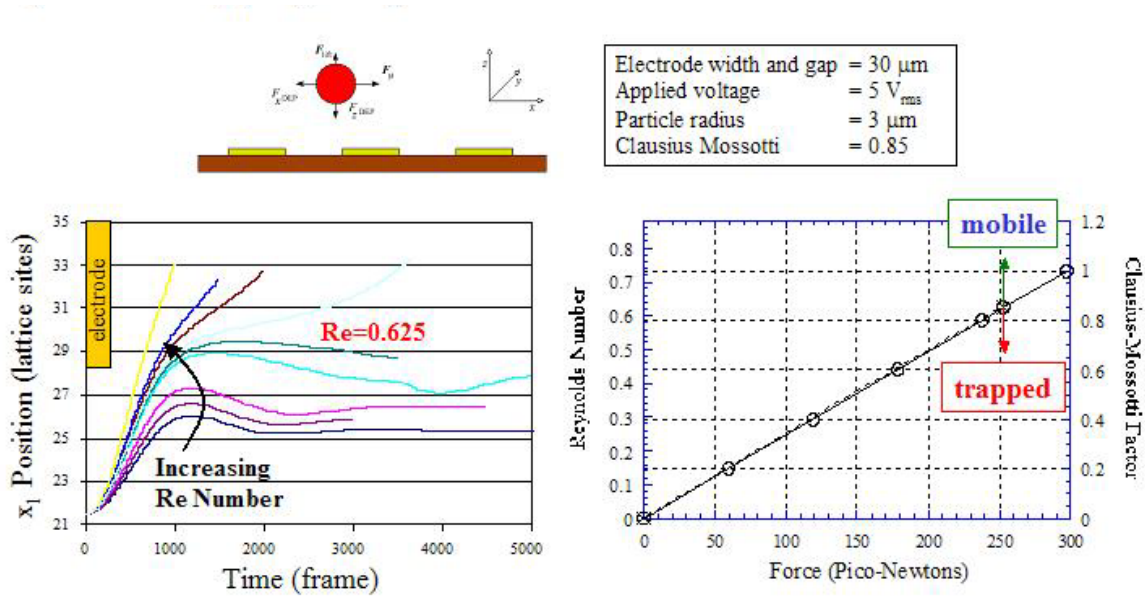 F_Lift
F_μ
F_x DEP
F_z DEP
z
y
x
Electrode width and gap = 30 μm
Applied voltage = 5 V_rms
Particle radius = 3 μm
Clausius Mossotti = 0.85
x_1 Position (lattice sites)
35
33
31
29
27
25
23
21
electrode
Re=0.625
Increasing
Re Number
0
1000
2000
3000
4000
5000
Time (frame)
Reynolds Number
0.8
0.7
0.6
0.5
0.4
0.3
0.2
0.1
0
mobile
trapped
0
50
100
150
200
250
300
Force (Pico-Newtons)
1.2
1
0.8
0.6
0.4
0.2
0
Clausius-Mossotti Factor